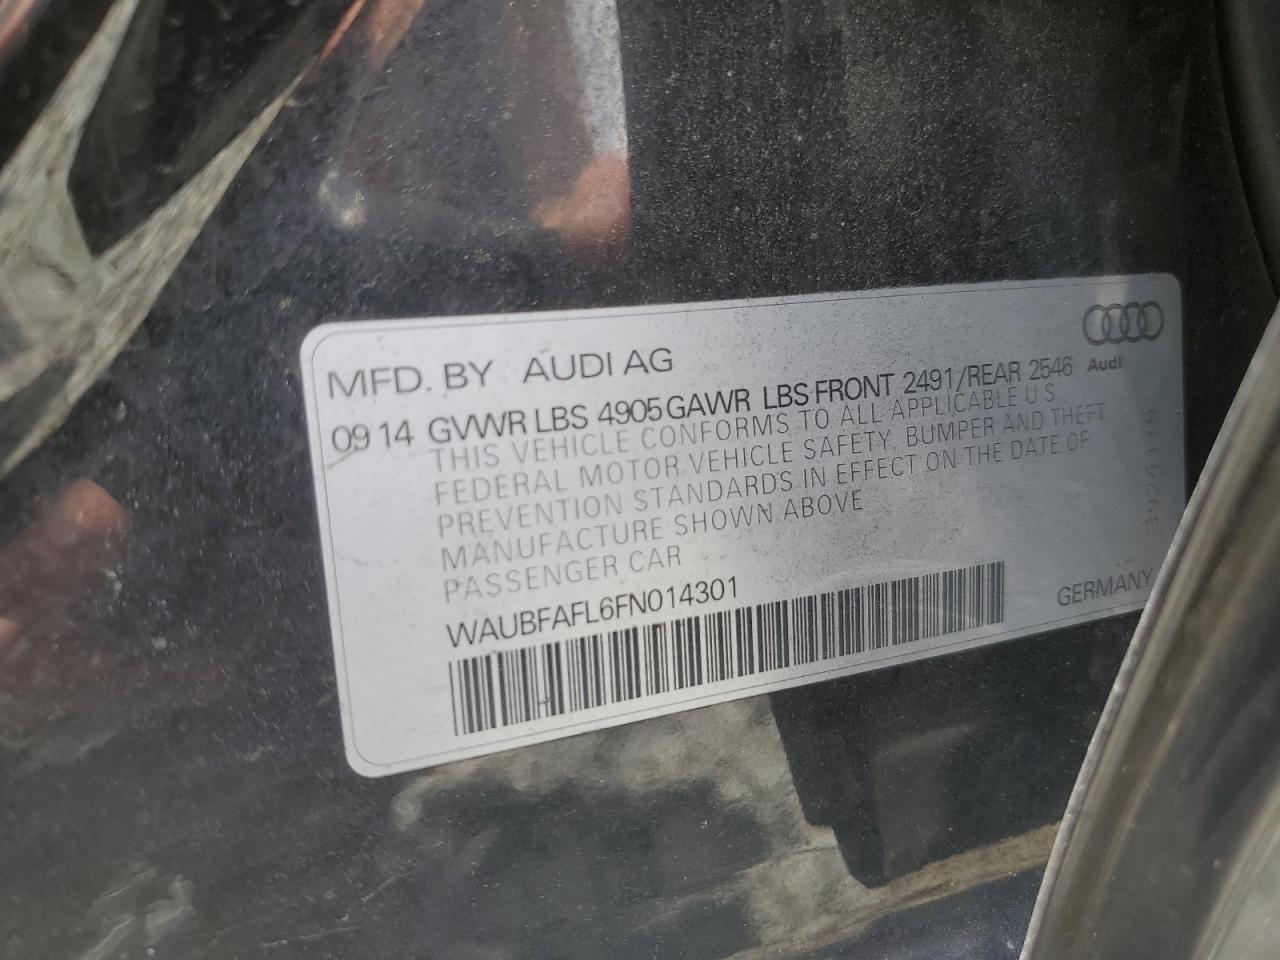 MFD. BY AUDI AG
Audi
09 14 GVWR LBS 4905 GAWR LBS FRONT 2491/REAR 2546
THIS VEHICLE CONFORMS TO ALL APPLICABLE U S
FEDERAL MOTOR VEHICLE SAFETY, BUMPER AND THEFT
PREVENTION STANDARDS IN EFFECT ON THE DATE OF
MANUFACTURE SHOWN ABOVE
PASSENGER CAR
WAUBFAFL6FN014301
GERMANY